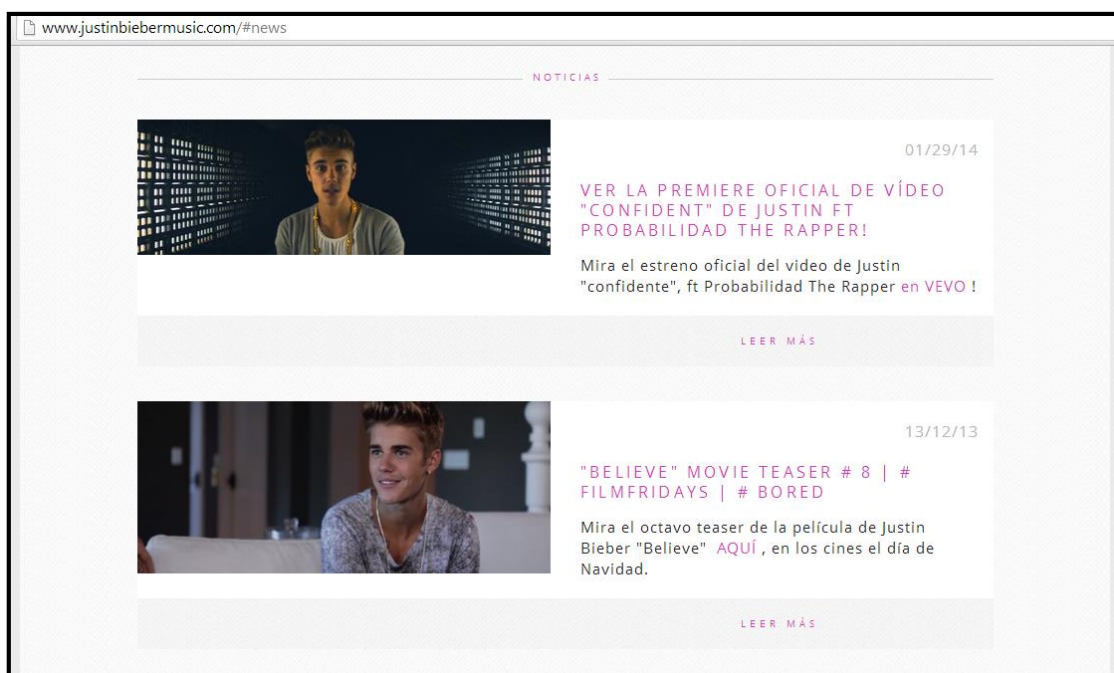 www.justinbiebermusic.com/#news
NOTICIAS
01/29/14
VER LA PREMIERE OFICIAL DE VÍDEO
"CONFIDENT" DE JUSTIN FT
PROBABILIDAD THE RAPPER!
Mira el estreno oficial del video de Justin
"confidente", ft Probabilidad The Rapper en VEVO !
LEER MÁS
13/12/13
"BELIEVE" MOVIE TEASER # 8 | #
FILMFRIDAYS | # BORED
Mira el octavo teaser de la película de Justin
Bieber "Believe"  AQUÍ , en los cines el día de
Navidad.
LEER MÁS